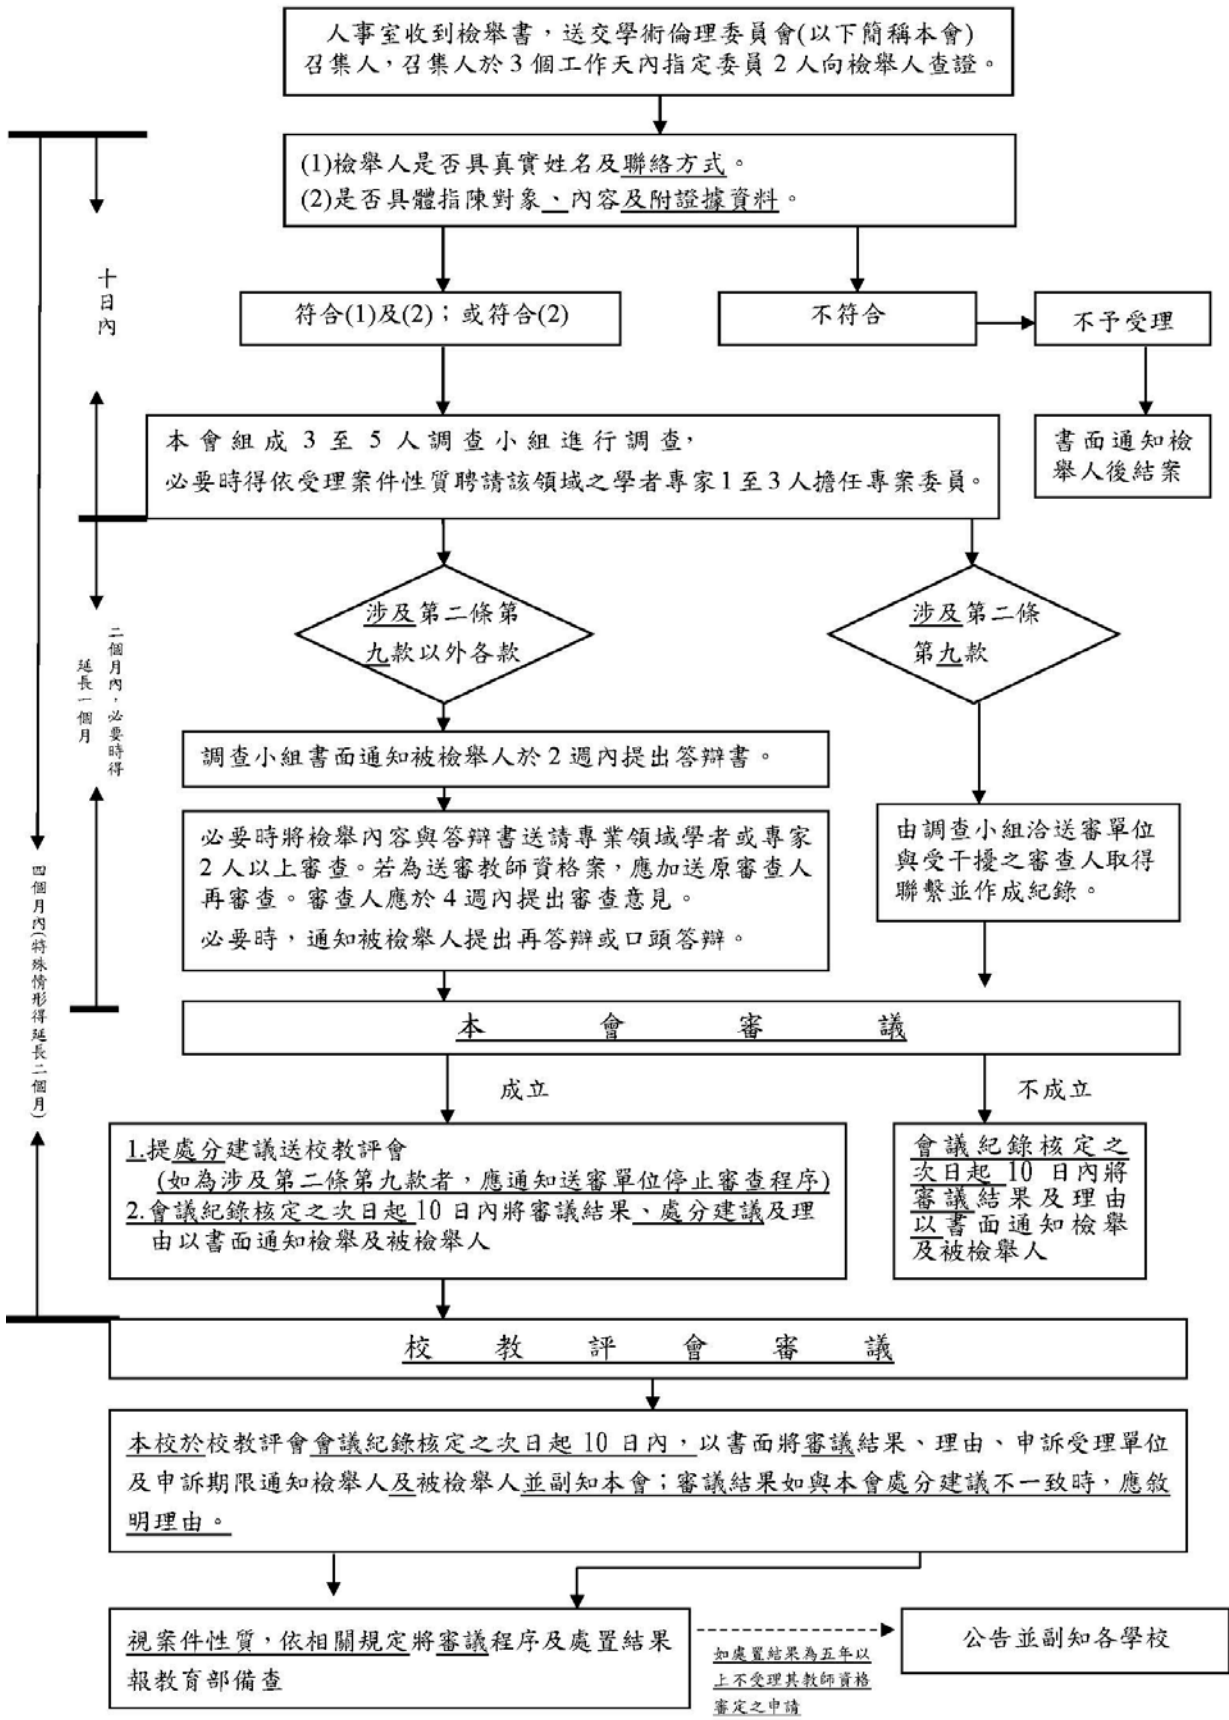 人事室收到檢舉書，送交學術倫理委員會(以下簡稱本會)
召集人，召集人於3個工作天內指定委員2人向檢舉人查證。
(1)檢舉人是否具真實姓名及聯絡方式。
(2)是否具體指陳對象、內容及附證據資料。
十日內
符合(1)及(2)；或符合(2)
不符合
不予受理
本會組成3至5人調查小組進行調查，
必要時得依受理案件性質聘請該領域之學者專家1至3人擔任專案委員。
書面通知檢
舉人後結案
涉及第二條第
九款以外各款
涉及第二條
第九款
二個月內，必要時得
延長一個月
調查小組書面通知被檢舉人於2週內提出答辯書。
必要時將檢舉內容與答辯書送請專業領域學者或專家
2人以上審查。若為送審教師資格案，應加送原審查人
再審查。審查人應於4週內提出審查意見。
必要時，通知被檢舉人提出再答辯或口頭答辯。
由調查小組洽送審單位
與受干擾之審查人取得
聯繫並作成紀錄。
四個月內(特殊情形得延長二個月)
本會審議
成立
不成立
1.提處分建議送校教評會
(如為涉及第二條第九款者，應通知送審單位停止審查程序)
2.會議紀錄核定之次日起10日內將審議結果、處分建議及理
由以書面通知檢舉及被檢舉人
會議紀錄核定之
次日起10日內將
審議結果及理由
以書面通知檢舉
及被檢舉人
校教評會審議
本校於校教評會會議紀錄核定之次日起10日內，以書面將審議結果、理由、申訴受理單位
及申訴期限通知檢舉人及被檢舉人並副知本會；審議結果如與本會處分建議不一致時，應敘
明理由。
視案件性質，依相關規定將審議程序及處置結果
報教育部備查
如處置結果為五年以
上不受理其教師資格
審定之申請
公告並副知各學校